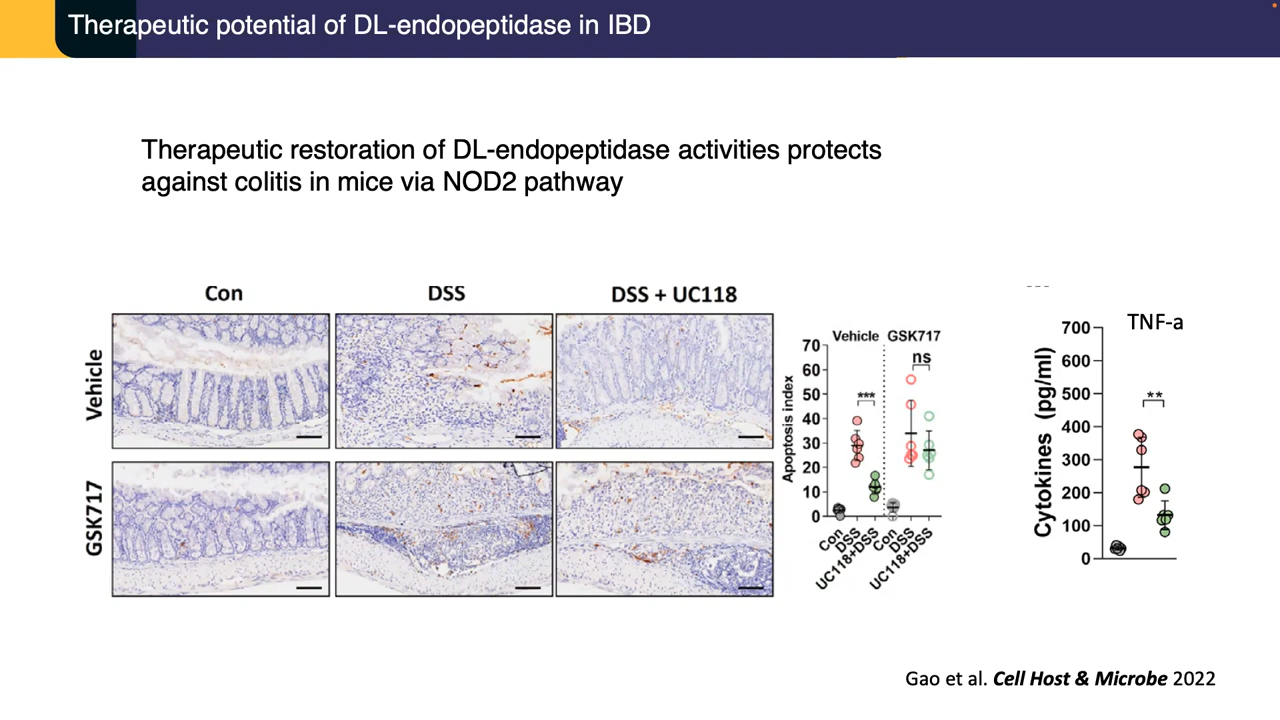 Therapeutic potential of DL-endopeptidase in IBD
Therapeutic restoration of DL-endopeptidase activities protects
against colitis in mice via NOD2 pathway
Con
DSS
DSS + UC118
Vehicle
GSK717
Vehicle
GSK717
ns
***
Apoptosis index
70
60
50
40
30
20
10
0
Con
DSS
UC118+DSS
Con
DSS
UC118+DSS
TNF-a
**
Cytokines (pg/ml)
700
600
500
400
300
200
100
0
Gao et al. Cell Host & Microbe 2022